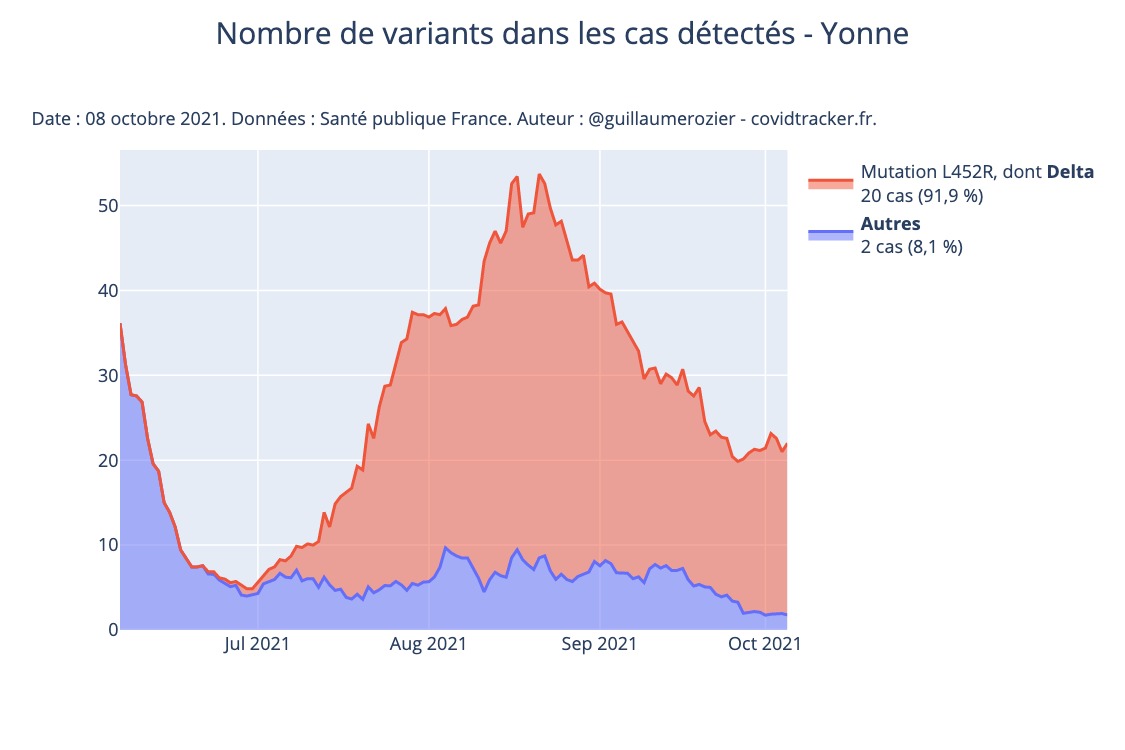 Nombre de variants dans les cas détectés - Yonne
Date : 08 octobre 2021. Données : Santé publique France. Auteur : @guillaumerozier - covidtracker.fr.
Mutation L452R, dont Delta
20 cas (91,9 %)
Autres
2 cas (8,1 %)
50
40
30
20
10
0
Jul 2021
Aug 2021
Sep 2021
Oct 2021